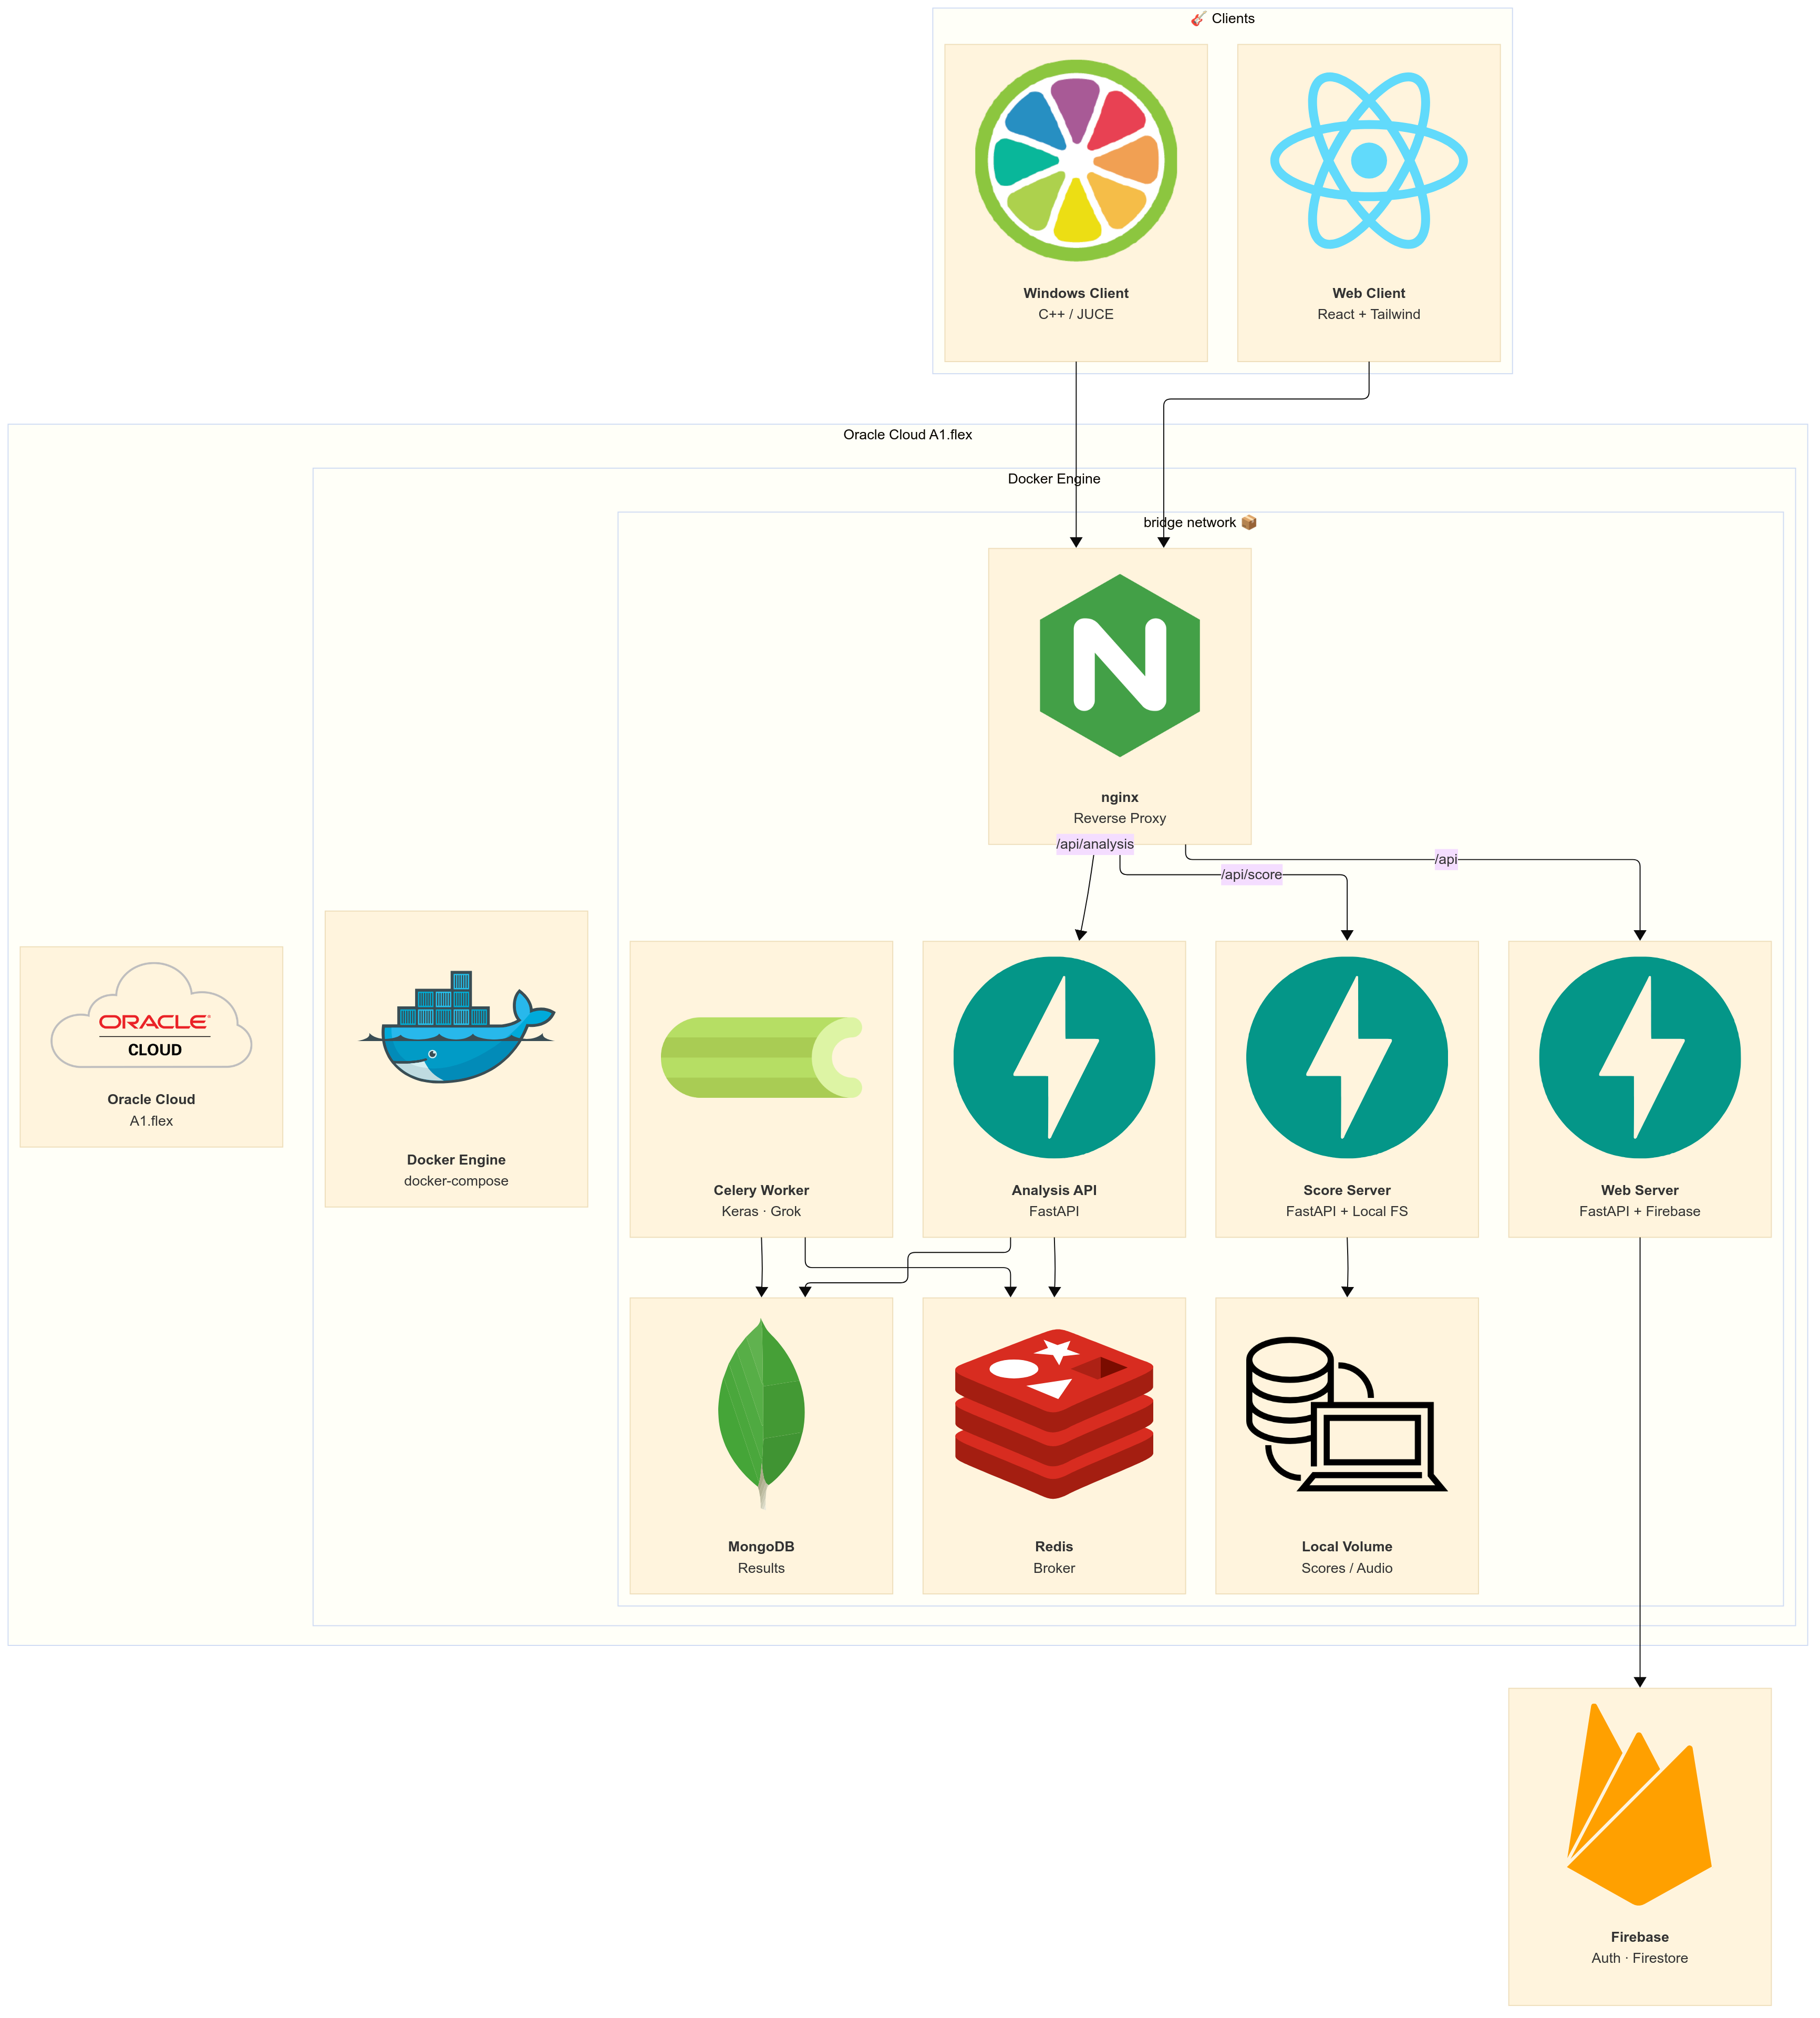 🎸 Clients
Windows Client
C++ / JUCE
Web Client
React + Tailwind
Oracle Cloud A1.flex
Docker Engine
bridge network 📦
nginx
Reverse Proxy
/api/analysis
/api/score
/api
ORACLE®
CLOUD
Oracle Cloud
A1.flex
Docker Engine
docker-compose
Celery Worker
Keras · Grok
Analysis API
FastAPI
Score Server
FastAPI + Local FS
Web Server
FastAPI + Firebase
MongoDB
Results
Redis
Broker
Local Volume
Scores / Audio
Firebase
Auth · Firestore